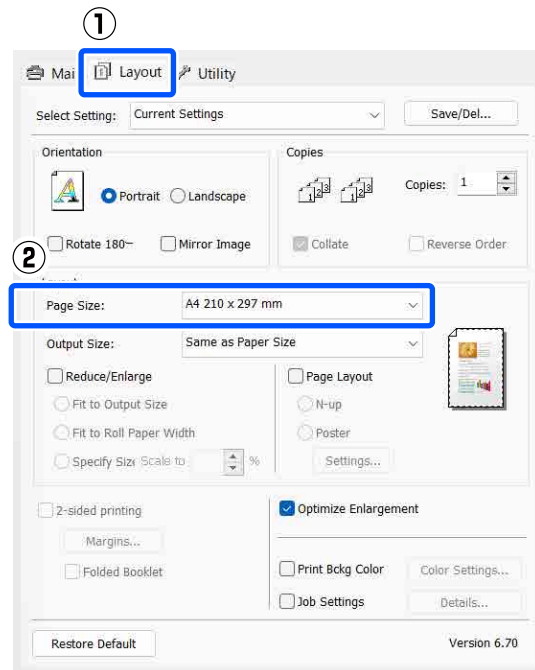 1
Mai Layout Utility
Select Setting: Current Settings Save/Del...
Orientation Copies
Portrait Landscape Copies: 1
Rotate 180° Mirror Image Collate Reverse Order
2
Page Size: A4 210 x 297 mm
Output Size: Same as Paper Size
Reduce/Enlarge Page Layout
Fit to Output Size N-up
Fit to Roll Paper Width Poster
Specify Size Scale to % Settings...
2-sided printing Optimize Enlargement
Margins...
Folded Booklet Print Bckg Color Color Settings...
Job Settings Details...
Restore Default Version 6.70